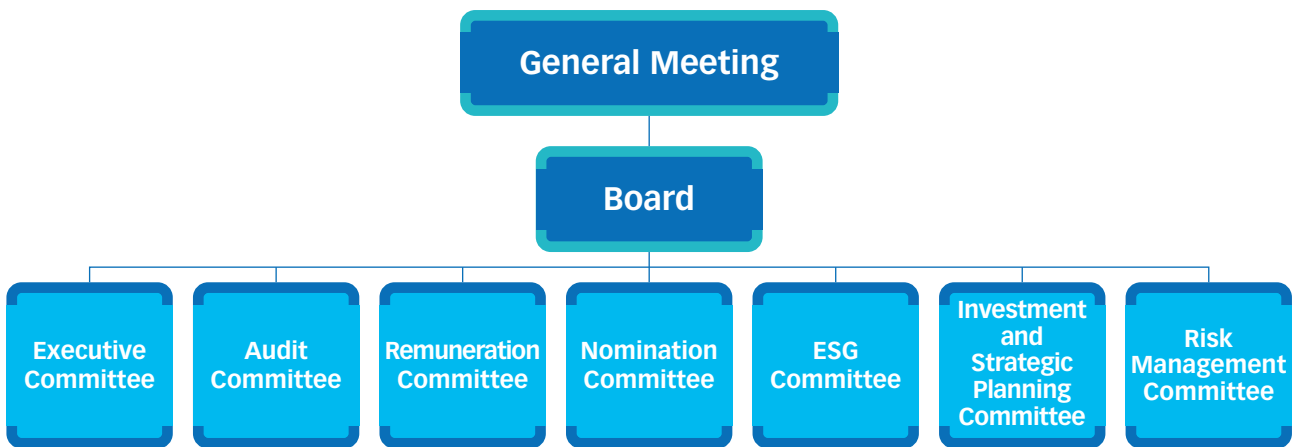 General Meeting
Board
Executive
Committee
Audit
Committee
Remuneration
Committee
Nomination
Committee
ESG
Committee
Investment
and
Strategic
Planning
Committee
Risk
Management
Committee